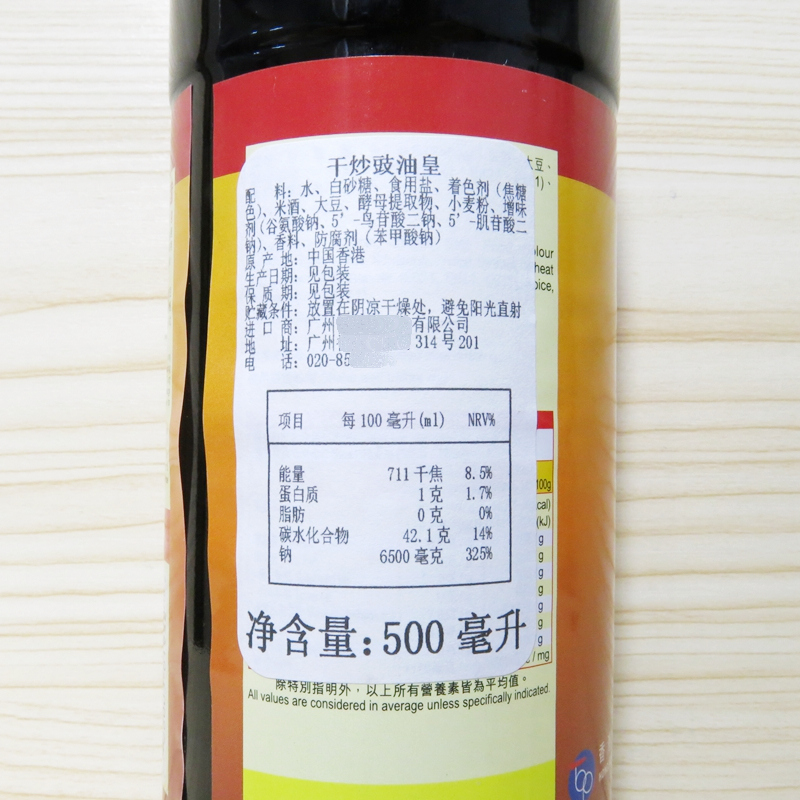 干炒豉油皇
配 料：水、白砂糖、食用盐、着色剂（焦糖
色）、米酒、大豆、酵母提取物、小麦粉、增味
剂（谷氨酸钠、5’-鸟苷酸二钠、5’-肌苷酸二
钠）、香料、防腐剂（苯甲酸钠）
原 产 地：中国香港
生产日期：见包装
保 质 期：见包装
贮藏条件：放置在阴凉干燥处，避免阳光直射
进 口 商：广州 有限公司
地 址：广州 314号201
电 话：020-85
项目 每100毫升(ml) NRV%
能量 711千焦 8.5%
蛋白质 1克 1.7%
脂肪 0克 0%
碳水化合物 42.1克 14%
钠 6500毫克 325%
净含量：500毫升
大豆、
1)、
lour
heat
oice,
100g
cal)
(kJ)
g
g
g
g
g
g
g
/ mg
除特別指明外，以上所有營養素皆為平均值。
All values are considered in average unless specifically indicated.